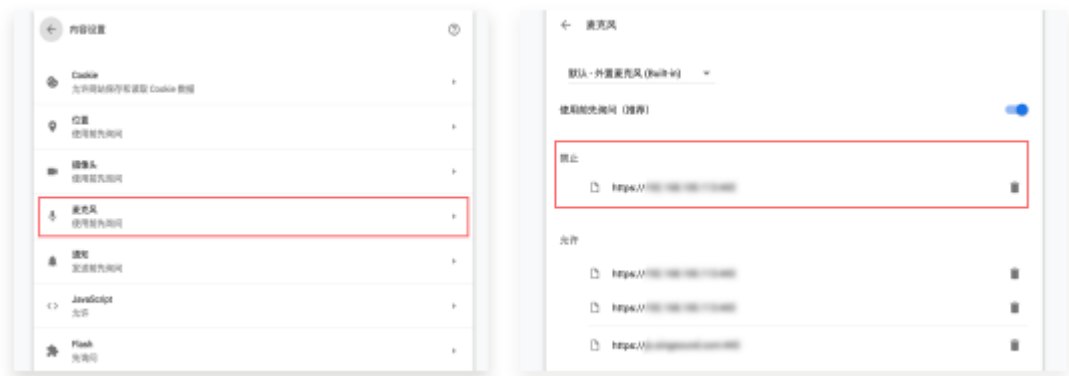 内容设置
Cookie
允许网站保存和读取 Cookie 数据
位置
使用前先询问
摄像头
使用前先询问
麦克风
使用前先询问
通知
发送前先询问
JavaScript
允许
Flash
先询问
麦克风
默认 - 外置麦克风 (Built-in)
使用前先询问（推荐）
禁止
https://
允许
https://
https://
https://